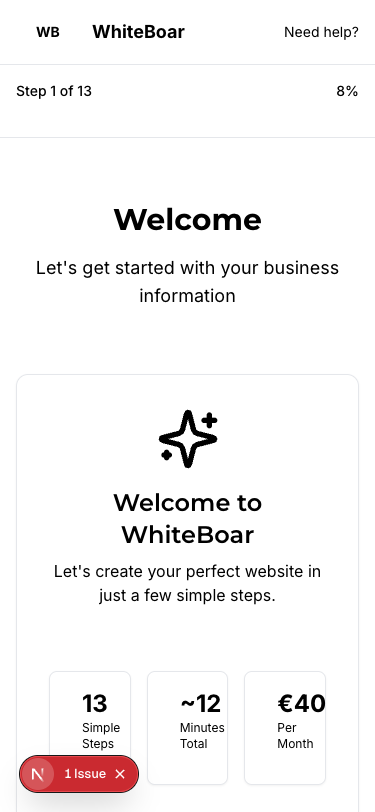 WB WhiteBoar Need help?
Step 1 of 13 8%
Welcome
Let's get started with your business
information
Welcome to
WhiteBoar
Let's create your perfect website in
just a few simple steps.
13 ~12 €40
Simple Minutes Per
Steps Total Month
N 1 Issue